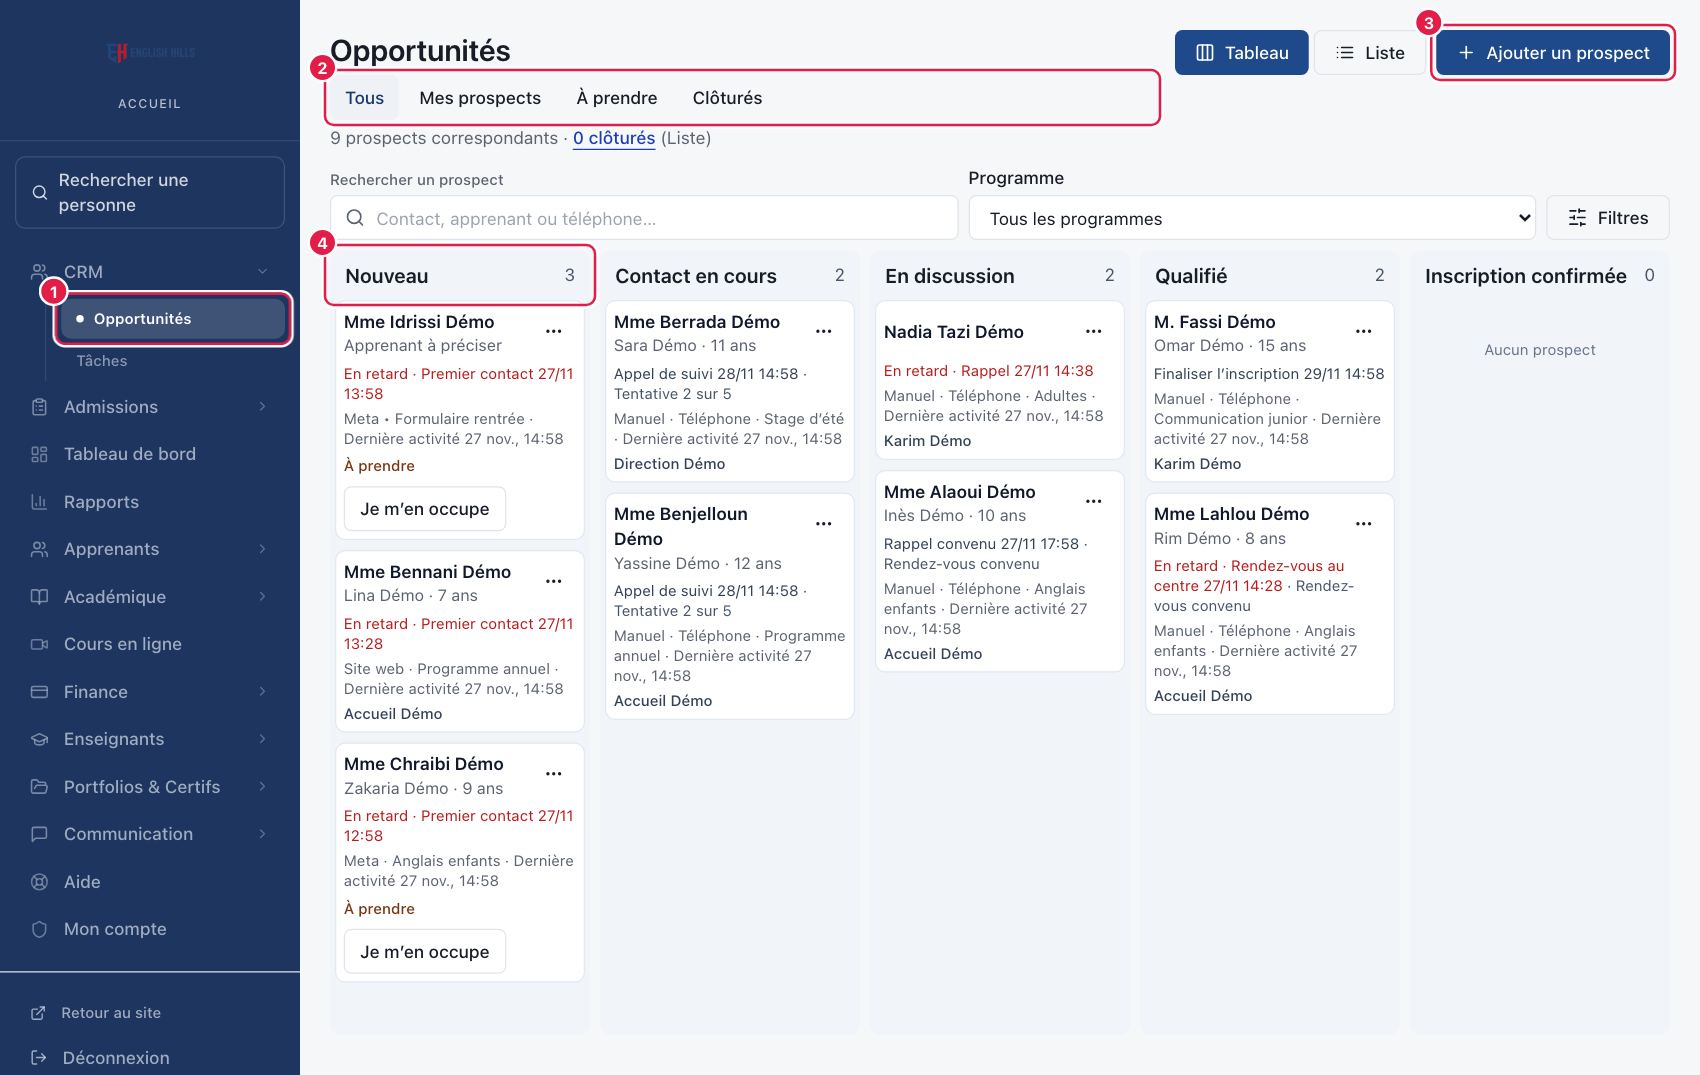 EH ENGLISH HILLS
ACCUEIL
Rechercher une
personne
CRM
1
Opportunités
Tâches
Admissions
Tableau de bord
Rapports
Apprenants
Académique
Cours en ligne
Finance
Enseignants
Portfolios & Certifs
Communication
Aide
Mon compte
Retour au site
Déconnexion
Opportunités
Tableau
Liste
3
+ Ajouter un prospect
2
Tous
Mes prospects
À prendre
Clôturés
9 prospects correspondants · 0 clôturés (Liste)
Rechercher un prospect
Contact, apprenant ou téléphone…
Programme
Tous les programmes
Filtres
4
Nouveau 3
Mme Idrissi Démo
Apprenant à préciser
En retard · Premier contact 27/11
13:58
Meta • Formulaire rentrée ·
Dernière activité 27 nov., 14:58
À prendre
Je m’en occupe
Mme Bennani Démo
Lina Démo · 7 ans
En retard · Premier contact 27/11
13:28
Site web · Programme annuel ·
Dernière activité 27 nov., 14:58
Accueil Démo
Mme Chraibi Démo
Zakaria Démo · 9 ans
En retard · Premier contact 27/11
12:58
Meta · Anglais enfants · Dernière
activité 27 nov., 14:58
À prendre
Je m’en occupe
Contact en cours 2
Mme Berrada Démo
Sara Démo · 11 ans
Appel de suivi 28/11 14:58 ·
Tentative 2 sur 5
Manuel · Téléphone · Stage d’été
· Dernière activité 27 nov., 14:58
Direction Démo
Mme Benjelloun
Démo
Yassine Démo · 12 ans
Appel de suivi 28/11 14:58 ·
Tentative 2 sur 5
Manuel · Téléphone · Programme
annuel · Dernière activité 27
nov., 14:58
Accueil Démo
En discussion 2
Nadia Tazi Démo
En retard · Rappel 27/11 14:38
Manuel · Téléphone · Adultes ·
Dernière activité 27 nov., 14:58
Karim Démo
Mme Alaoui Démo
Inès Démo · 10 ans
Rappel convenu 27/11 17:58 ·
Rendez-vous convenu
Manuel · Téléphone · Anglais
enfants · Dernière activité 27
nov., 14:58
Accueil Démo
Qualifié 2
M. Fassi Démo
Omar Démo · 15 ans
Finaliser l’inscription 29/11 14:58
Manuel · Téléphone ·
Communication junior · Dernière
activité 27 nov., 14:58
Karim Démo
Mme Lahlou Démo
Rim Démo · 8 ans
En retard · Rendez-vous au
centre 27/11 14:28 · Rendez-
vous convenu
Manuel · Téléphone · Anglais
enfants · Dernière activité 27
nov., 14:58
Accueil Démo
Inscription confirmée 0
Aucun prospect